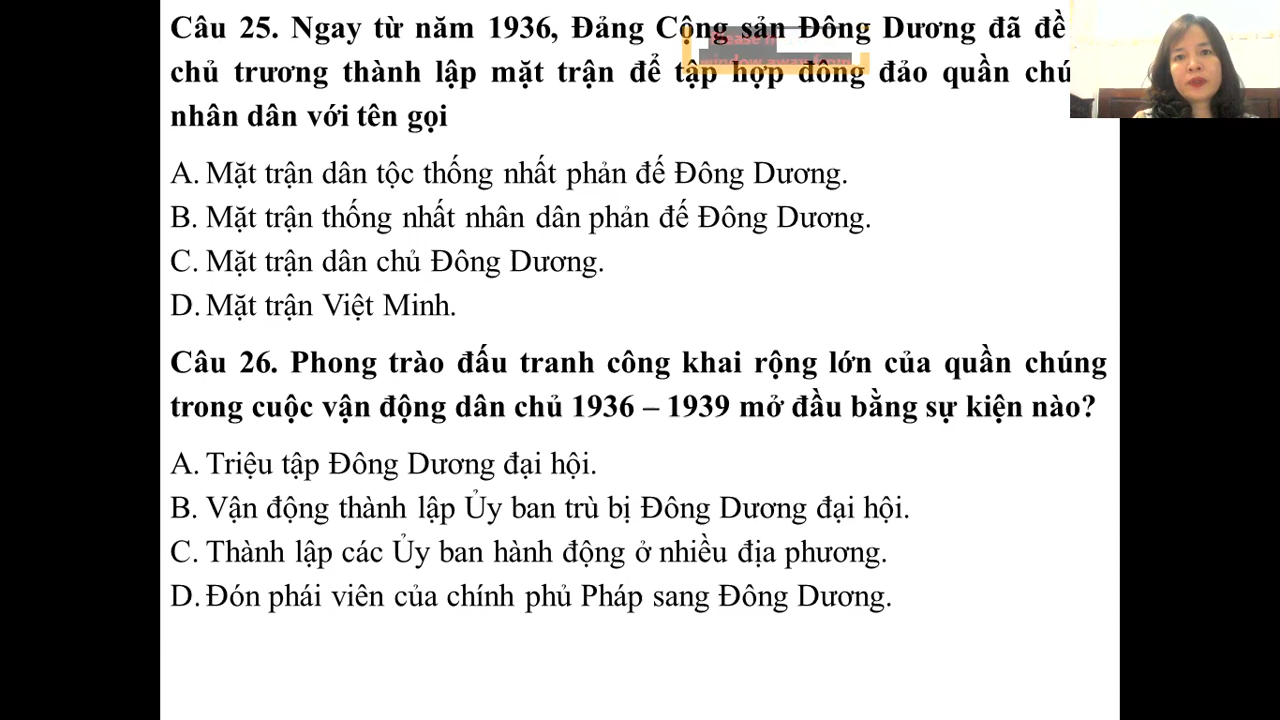 Câu 25. Ngay từ năm 1936, Đảng Cộng sản Đông Dương đã đề
chủ trương thành lập mặt trận để tập hợp đông đảo quần
nhân dân với tên gọi
A. Mặt trận dân tộc thống nhất phản đế Đông Dương.
B. Mặt trận thống nhất nhân dân phản đế Đông Dương.
C. Mặt trận dân chủ Đông Dương.
D. Mặt trận Việt Minh.
Câu 26. Phong trào đấu tranh công khai rộng lớn của quần chúng
trong cuộc vận động dân chủ 1936 – 1939 mở đầu bằng sự kiện nào?
A. Triệu tập Đông Dương đại hội.
B. Vận động thành lập Ủy ban trù bị Đông Dương đại hội.
C. Thành lập các Ủy ban hành động ở nhiều địa phương.
D. Đón phái viên của chính phủ Pháp sang Đông Dương.